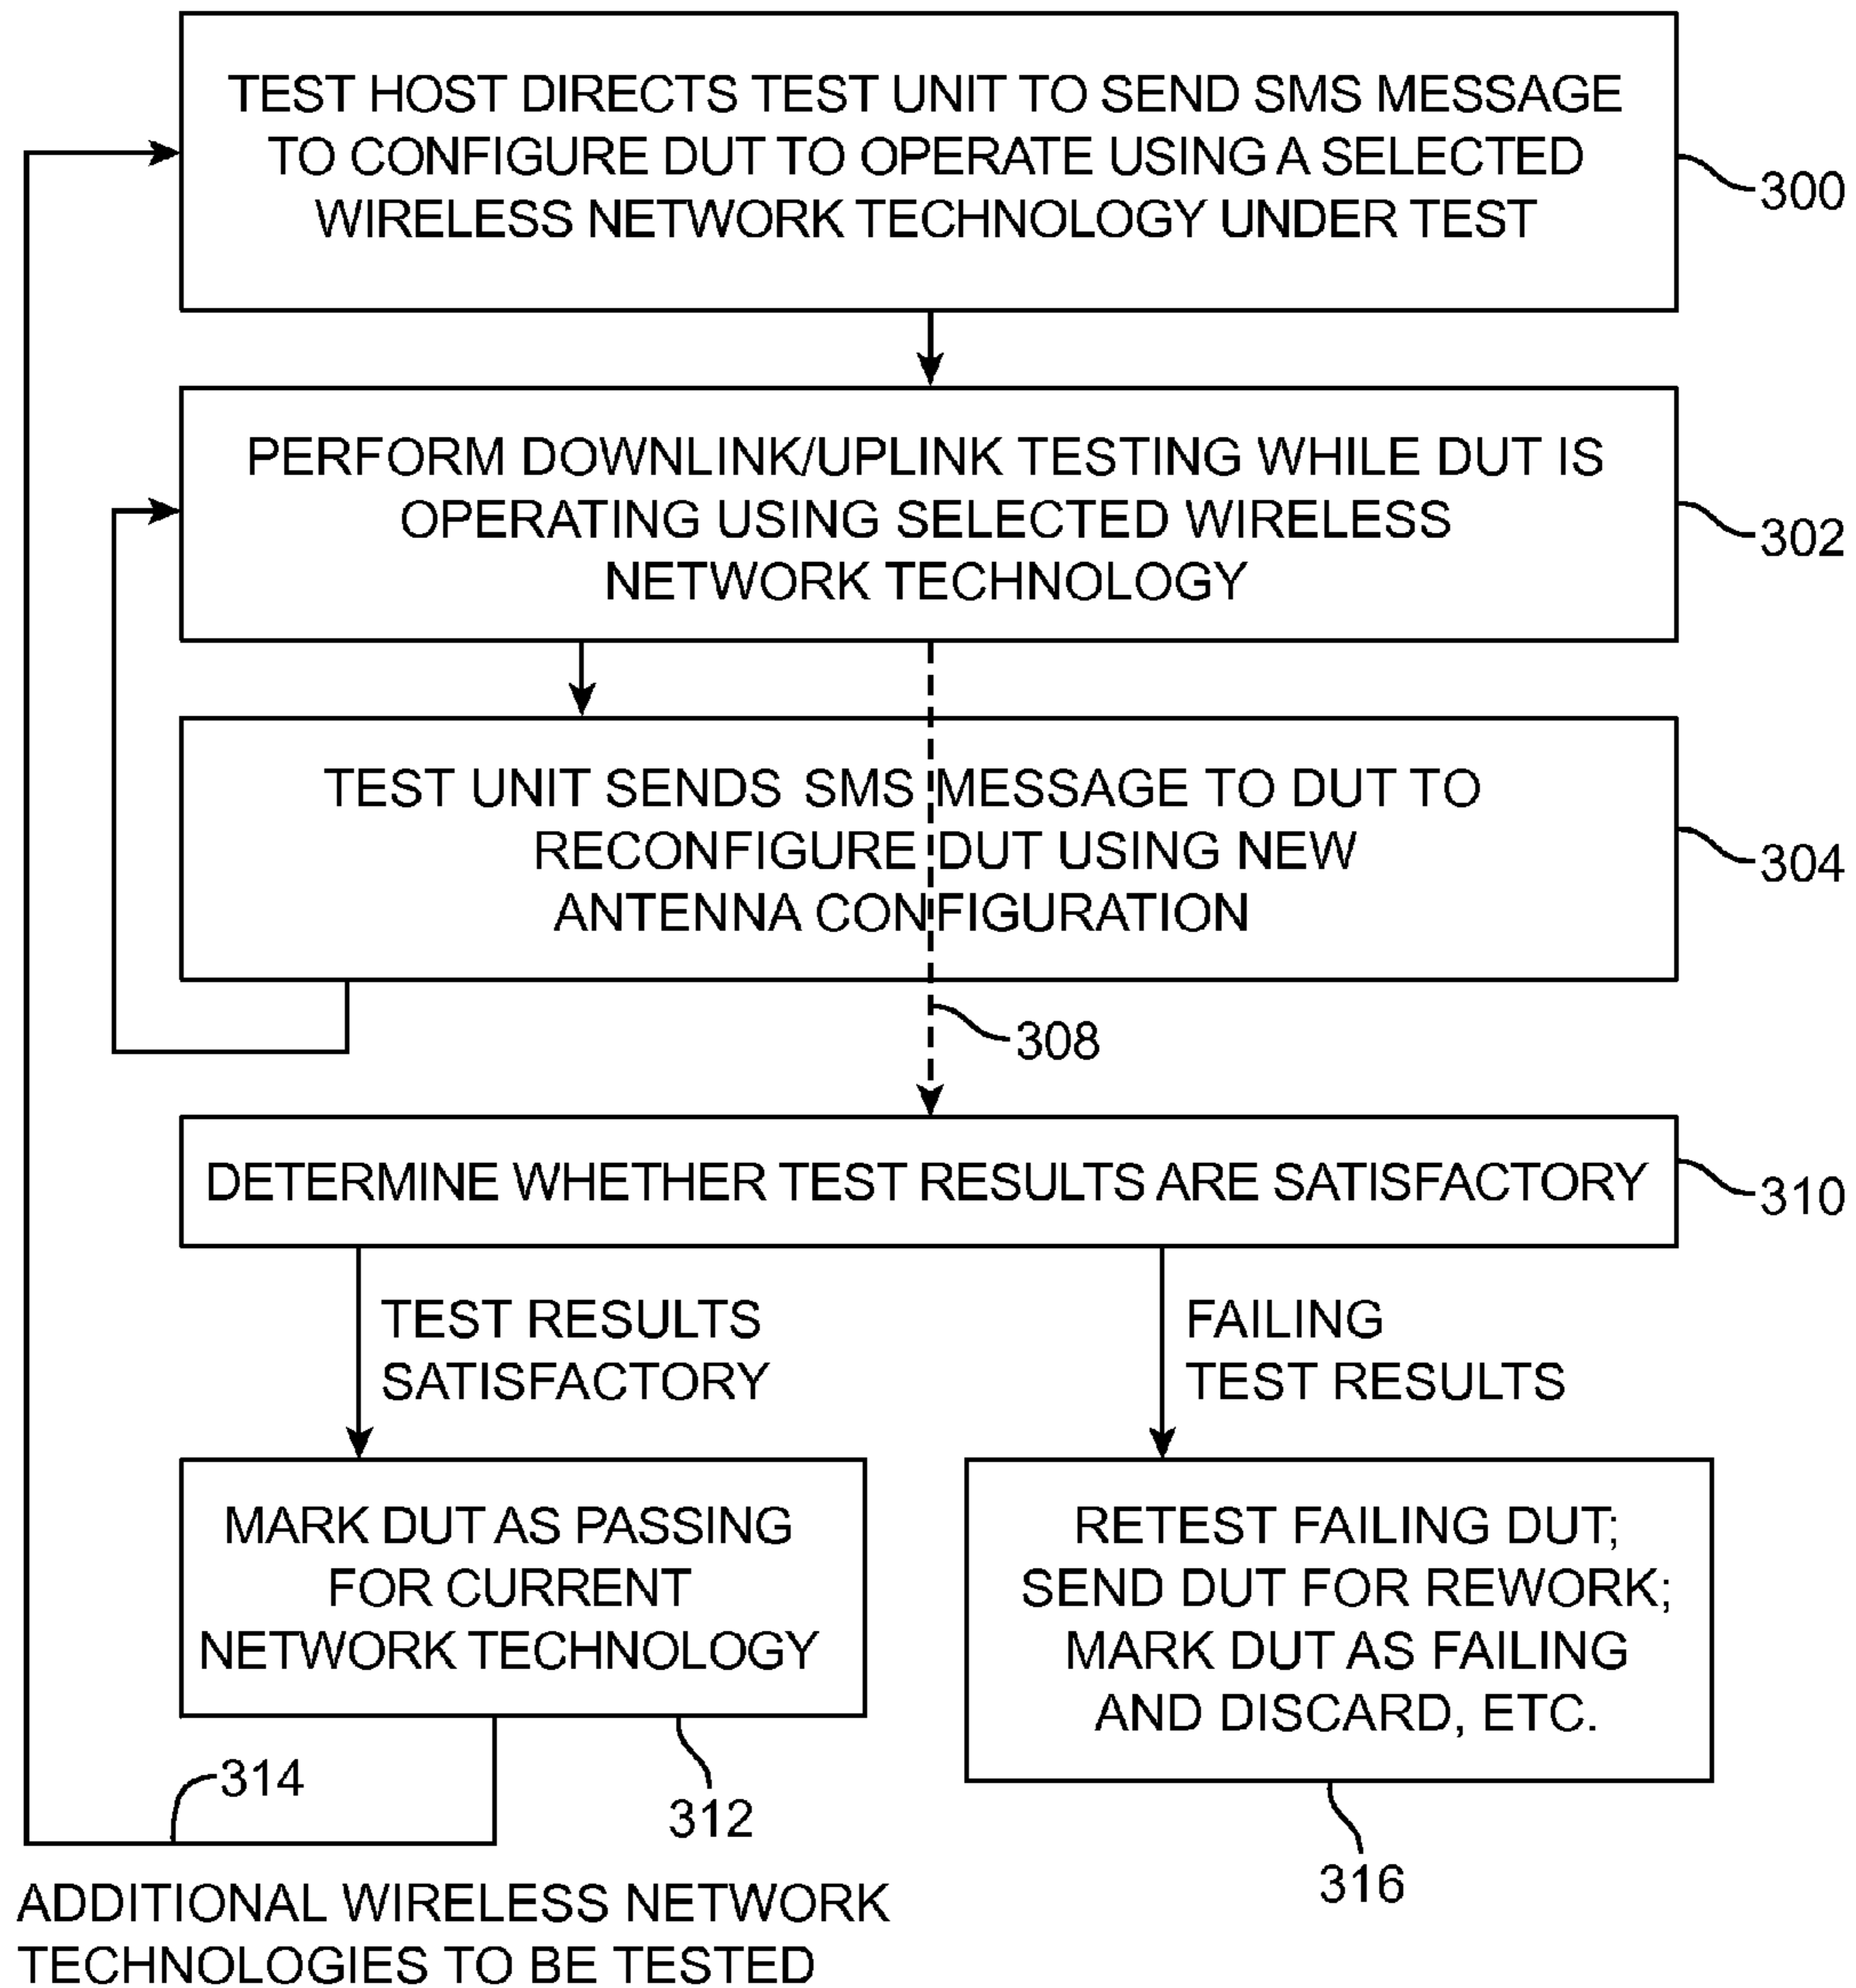 TEST HOST DIRECTS TEST UNIT TO SEND SMS MESSAGE
TO CONFIGURE DUT TO OPERATE USING A SELECTED
WIRELESS NETWORK TECHNOLOGY UNDER TEST
300
PERFORM DOWNLINK/UPLINK TESTING WHILE DUT IS
OPERATING USING SELECTED WIRELESS
NETWORK TECHNOLOGY
302
TEST UNIT SENDS SMS MESSAGE TO DUT TO
RECONFIGURE DUT USING NEW
ANTENNA CONFIGURATION
304
308
DETERMINE WHETHER TEST RESULTS ARE SATISFACTORY
310
TEST RESULTS
SATISFACTORY
FAILING
TEST RESULTS
MARK DUT AS PASSING
FOR CURRENT
NETWORK TECHNOLOGY
RETEST FAILING DUT;
SEND DUT FOR REWORK;
MARK DUT AS FAILING
AND DISCARD, ETC.
314
312
316
ADDITIONAL WIRELESS NETWORK
TECHNOLOGIES TO BE TESTED